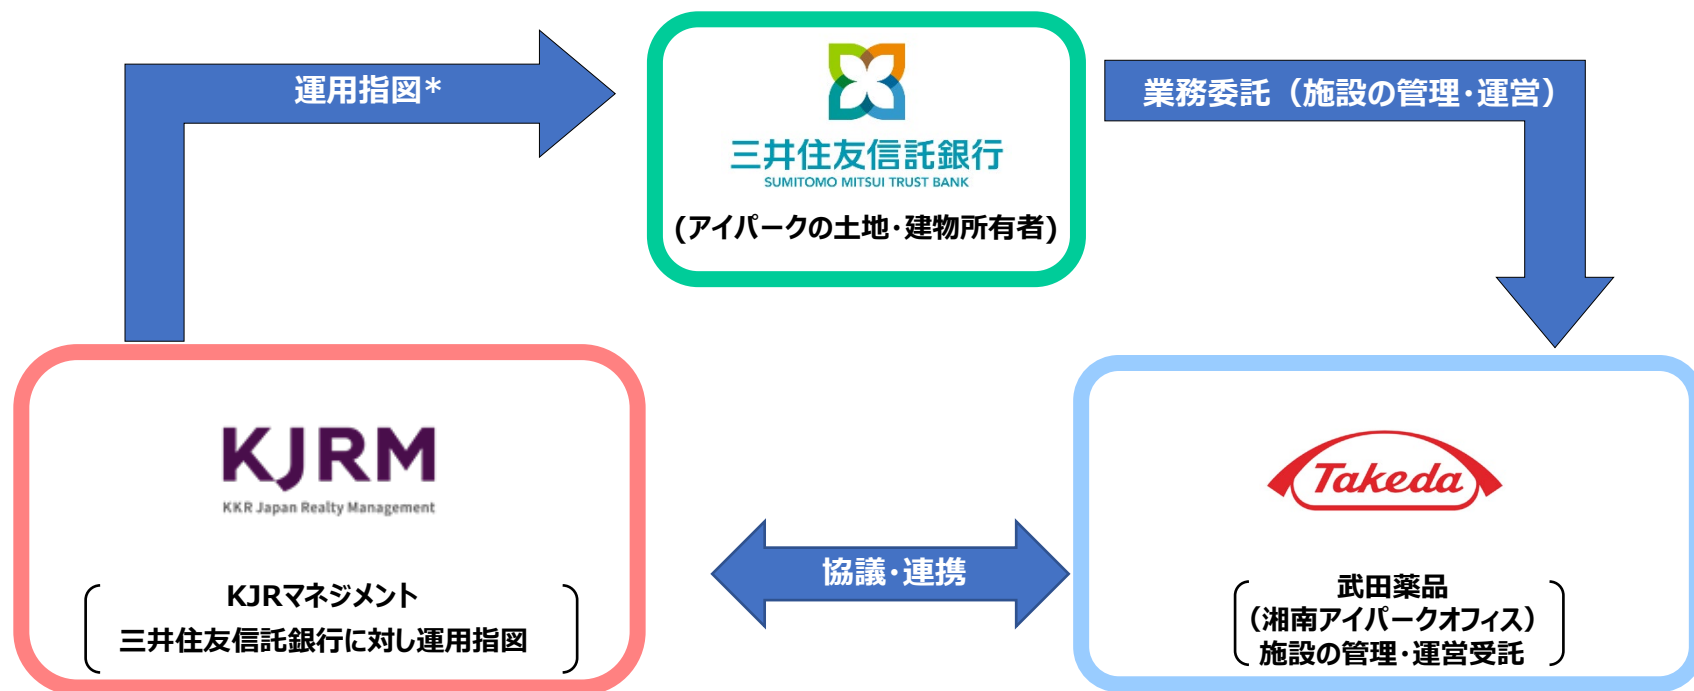 運用指図*
三井住友信託銀行
SUMITOMO MITSUI TRUST BANK
(アイパークの土地・建物所有者)
業務委託（施設の管理・運営）
KJRM
KKR Japan Realty Management
KJRマネジメント
三井住友信託銀行に対し運用指図
協議・連携
Takeda
武田薬品
（湘南アイパークオフィス）
施設の管理・運営受託